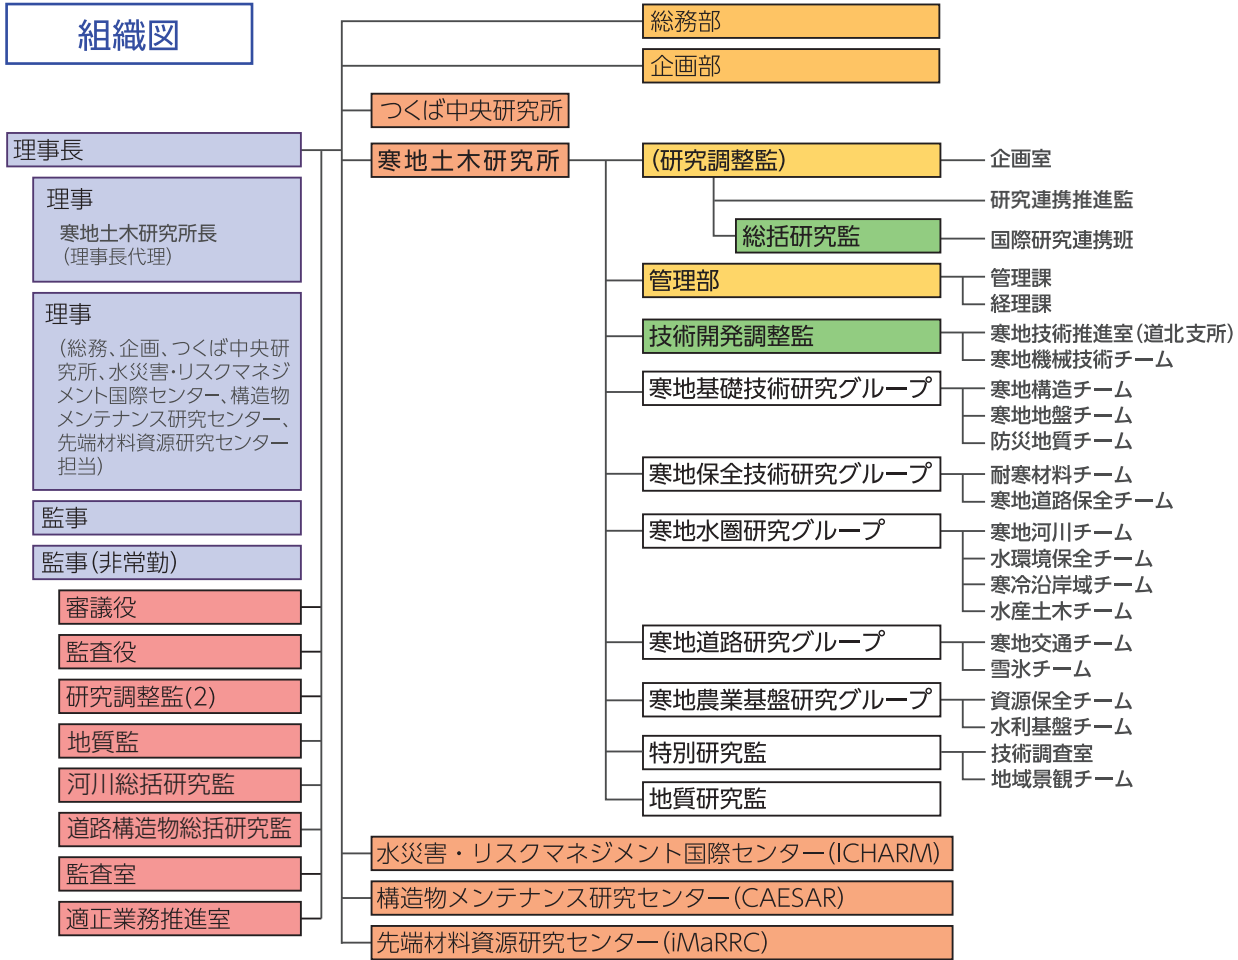 組織図
理事長
理事
寒地土木研究所長
(理事長代理)
理事
(総務、企画、つくば中央研
究所、水災害・リスクマネジ
メント国際センター、構造物
メンテナンス研究センター、
先端材料資源研究センター
担当)
監事
監事(非常勤)
審議役
監査役
研究調整監(2)
地質監
河川総括研究監
道路構造物総括研究監
監査室
適正業務推進室
総務部
企画部
つくば中央研究所
寒地土木研究所
(研究調整監)
企画室
研究連携推進監
総括研究監
国際研究連携班
管理部
管理課
経理課
技術開発調整監
寒地技術推進室(道北支所)
寒地機械技術チーム
寒地基礎技術研究グループ
寒地構造チーム
寒地地盤チーム
防災地質チーム
寒地保全技術研究グループ
耐寒材料チーム
寒地道路保全チーム
寒地水圏研究グループ
寒地河川チーム
水環境保全チーム
寒冷沿岸域チーム
水産土木チーム
寒地道路研究グループ
寒地交通チーム
雪氷チーム
寒地農業基盤研究グループ
資源保全チーム
水利基盤チーム
特別研究監
技術調査室
地域景観チーム
地質研究監
水災害・リスクマネジメント国際センター(ICHARM)
構造物メンテナンス研究センター(CAESAR)
先端材料資源研究センター(iMaRRC)